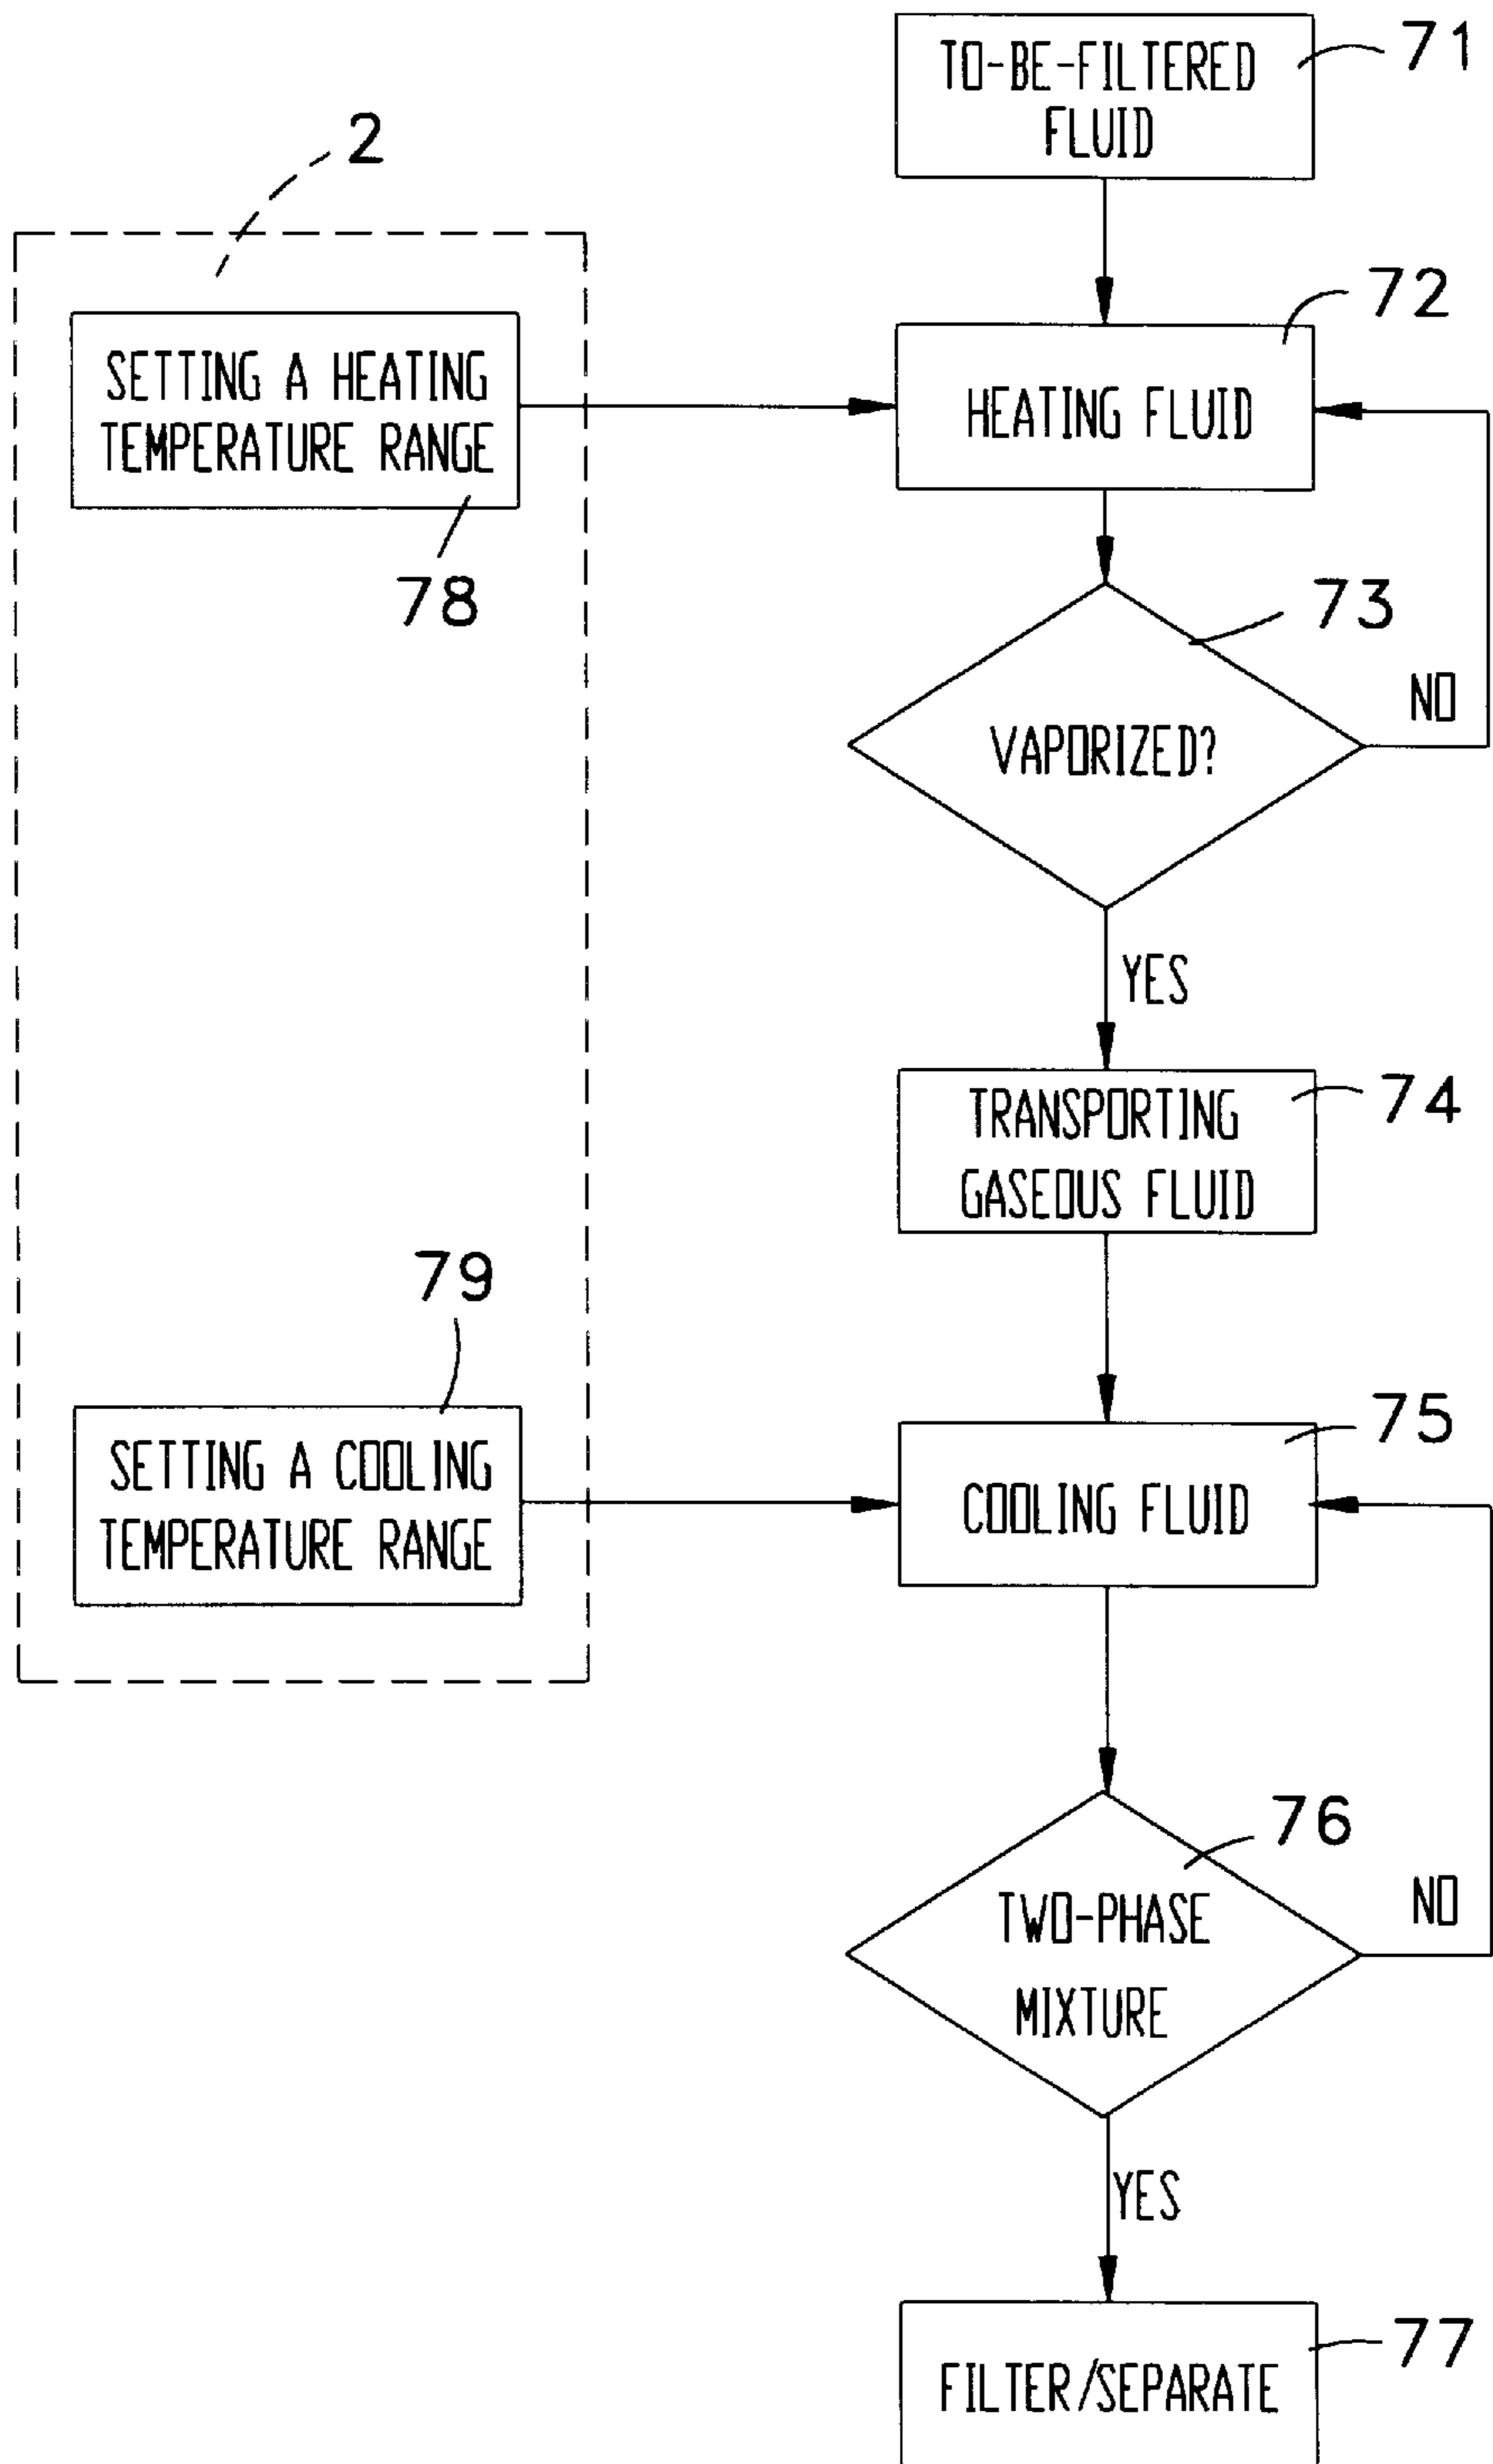 TO-BE-FILTERED
FLUID
71
2
72
SETTING A HEATING
TEMPERATURE RANGE
HEATING FLUID
78
73
NO
VAPORIZED?
YES
TRANSPORTING
GASEOUS FLUID
74
79
75
SETTING A COOLING
TEMPERATURE RANGE
COOLING FLUID
76
NO
TWO-PHASE
MIXTURE
YES
77
FILTER/SEPARATE